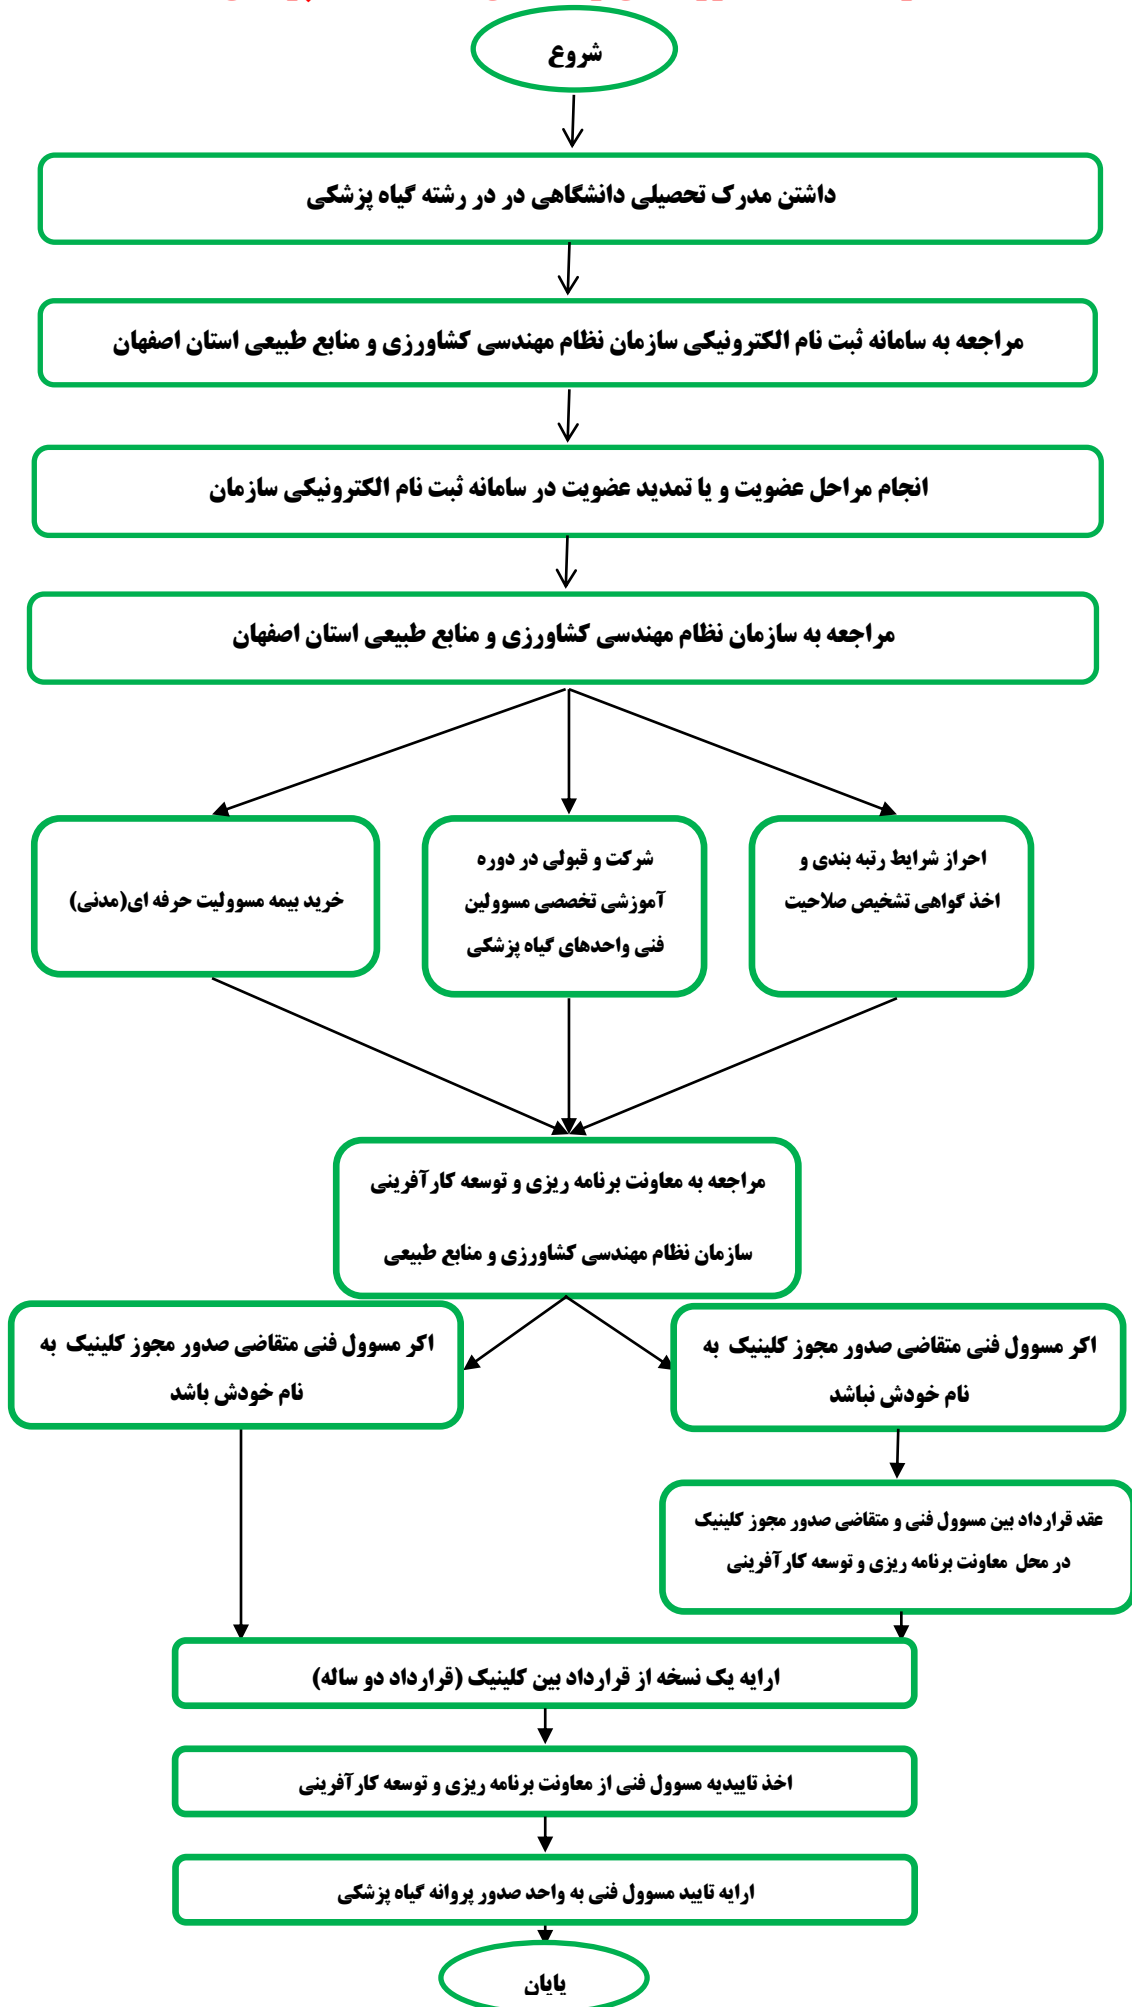 شروع
داشتن مدرک تحصیلی دانشگاهی در در رشته گیاه پزشکی
مراجعه به سامانه ثبت نام الکترونیکی سازمان نظام مهندسی کشاورزی و منابع طبیعی استان اصفهان
انجام مراحل عضویت و یا تمدید عضویت در سامانه ثبت نام الکترونیکی سازمان
مراجعه به سازمان نظام مهندسی کشاورزی و منابع طبیعی استان اصفهان
احراز شرایط رتبه بندی و
اخذ گواهی تشخیص صلاحیت
شرکت و قبولی در دوره
آموزشی تخصصی مسوولین
فنی واحدهای گیاه پزشکی
خرید بیمه مسوولیت حرفه ای(مدنی)
مراجعه به معاونت برنامه ریزی و توسعه کارآفرینی
سازمان نظام مهندسی کشاورزی و منابع طبیعی
اکر مسوول فنی متقاضی صدور مجوز کلینیک به
نام خودش نباشد
اکر مسوول فنی متقاضی صدور مجوز کلینیک به
نام خودش باشد
عقد قرارداد بین مسوول فنی و متقاضی صدور مجوز کلینیک
در محل معاونت برنامه ریزی و توسعه کارآفرینی
ارایه یک نسخه از قرارداد بین کلینیک (قرارداد دو ساله)
اخذ تاییدیه مسوول فنی از معاونت برنامه ریزی و توسعه کارآفرینی
ارایه تایید مسوول فنی به واحد صدور پروانه گیاه پزشکی
پایان